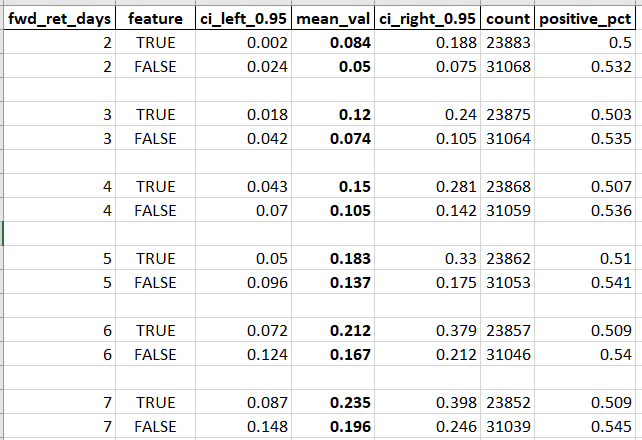 fwd_ret_days feature ci_left_0.95 mean_val ci_right_0.95 count positive_pct
2 TRUE 0.002 0.084 0.188 23883 0.5
2 FALSE 0.024 0.05 0.075 31068 0.532
3 TRUE 0.018 0.12 0.24 23875 0.503
3 FALSE 0.042 0.074 0.105 31064 0.535
4 TRUE 0.043 0.15 0.281 23868 0.507
4 FALSE 0.07 0.105 0.142 31059 0.536
5 TRUE 0.05 0.183 0.33 23862 0.51
5 FALSE 0.096 0.137 0.175 31053 0.541
6 TRUE 0.072 0.212 0.379 23857 0.509
6 FALSE 0.124 0.167 0.212 31046 0.54
7 TRUE 0.087 0.235 0.398 23852 0.509
7 FALSE 0.148 0.196 0.246 31039 0.545